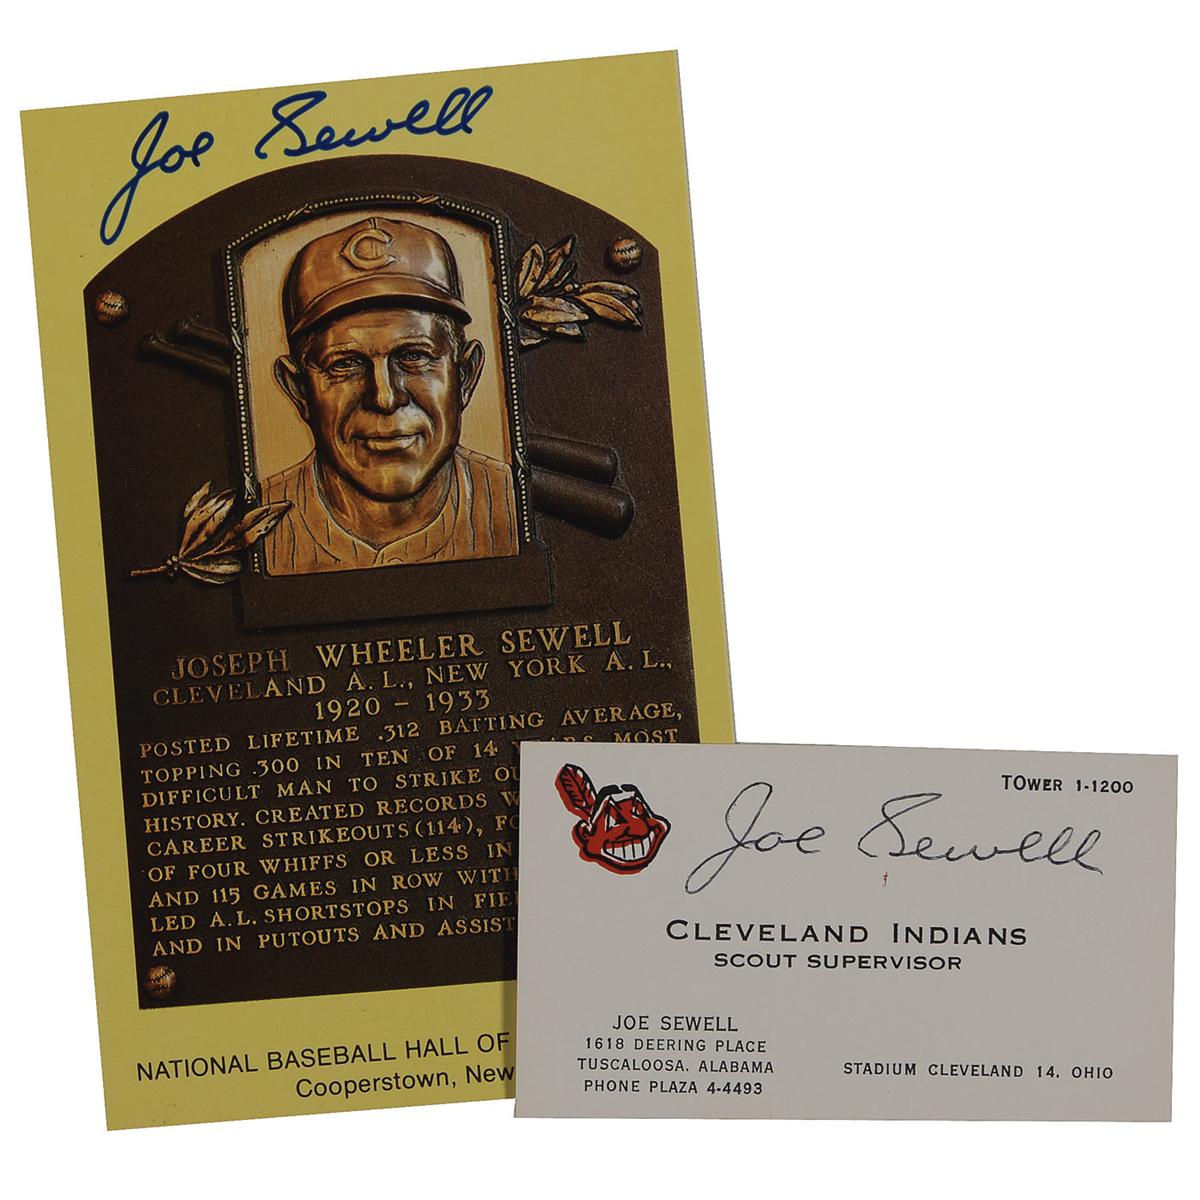 Joe Sewell
C
JOSEPH WHEELER SEWELL
CLEVELAND A.L., NEW YORK A.L.,
1920 – 1933
POSTED LIFETIME .312 BATTING AVERAGE,
TOPPING .300 IN TEN OF 14 YEARS. MOST
DIFFICULT MAN TO STRIKE
HISTORY. CREATED RECORDS
CAREER STRIKEOUTS (114),
OF FOUR WHIFFS OR LESS IN
AND 115 GAMES IN ROW WITH
LED A.L. SHORTSTOPS IN
AND IN PUTOUTS AND
NATIONAL BASEBALL HALL OF
Cooperstown, New
TOWER 1-1200
Joe Sewell
CLEVELAND INDIANS
SCOUT SUPERVISOR
JOE SEWELL
1618 DEERING PLACE
TUSCALOOSA, ALABAMA
PHONE PLAZA 4-4493
STADIUM CLEVELAND 14, OHIO